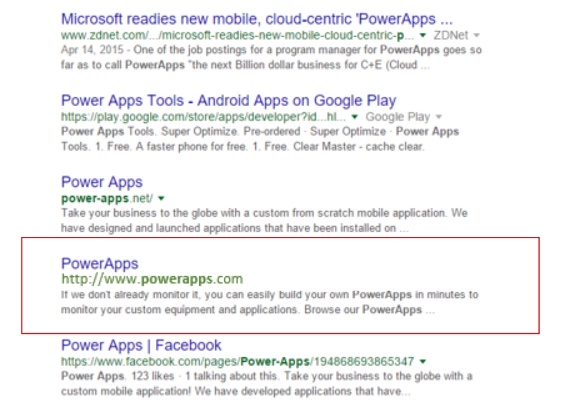 Microsoft readies new mobile, cloud-centric 'PowerApps ...
www.zdnet.com/.../microsoft-readies-new-mobile-cloud-centric-p... ▼ ZDNet ▼
Apr 14, 2015 - One of the job postings for a program manager for PowerApps goes so
far as to call PowerApps "the next Billion dollar business for C+E (Cloud ...
Power Apps Tools - Android Apps on Google Play
https://play.google.com/store/apps/developer?id...hl... ▼ Google Play ▼
Power Apps Tools. Super Optimize. Pre-ordered · Super Optimize · Power Apps
Tools. 1. Free. A faster phone for free. 1. Free. Clear Master - cache clear.
Power Apps
power-apps.net/ ▼
Take your business to the globe with a custom from scratch mobile application. We
have designed and launched applications that have been installed on ...
PowerApps
http://www.powerapps.com
If we don't already monitor it, you can easily build your own PowerApps in minutes to
monitor your custom equipment and applications. Browse our PowerApps ...
Power Apps | Facebook
https://www.facebook.com/pages/Power-Apps/194868693865347 ▼
Power Apps. 123 likes · 1 talking about this. Take your business to the globe with a
custom mobile application! We have developed applications that have...